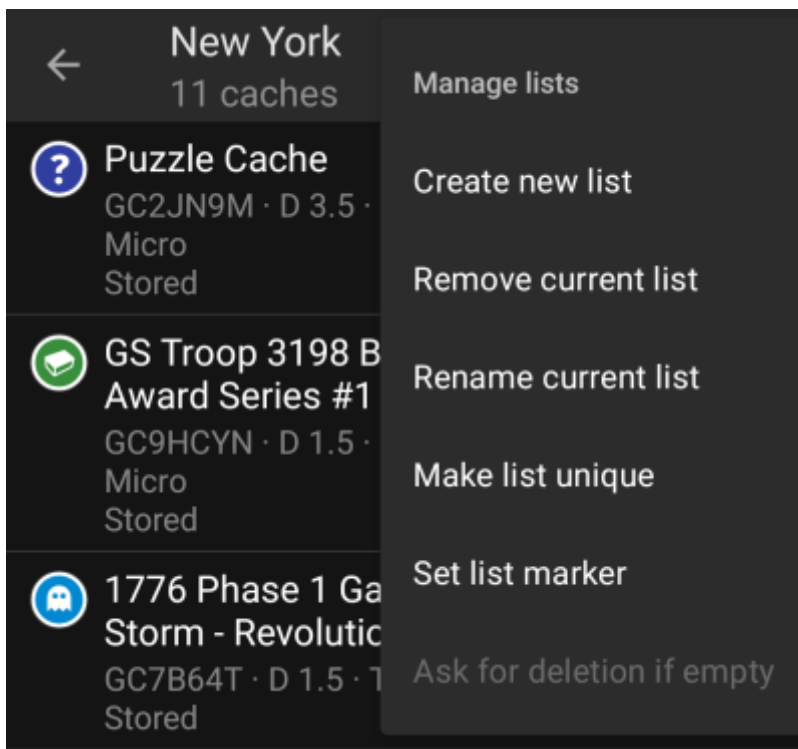 New York
11 caches
Puzzle Cache
GC2JN9M · D 3.5 ·
Micro
Stored
GS Troop 3198 B
Award Series #1
GC9HCYN · D 1.5 ·
Micro
Stored
1776 Phase 1 Ga
Storm - Revolutio
GC7B64T · D 1.5 · T
Stored
Manage lists
Create new list
Remove current list
Rename current list
Make list unique
Set list marker
Ask for deletion if empty